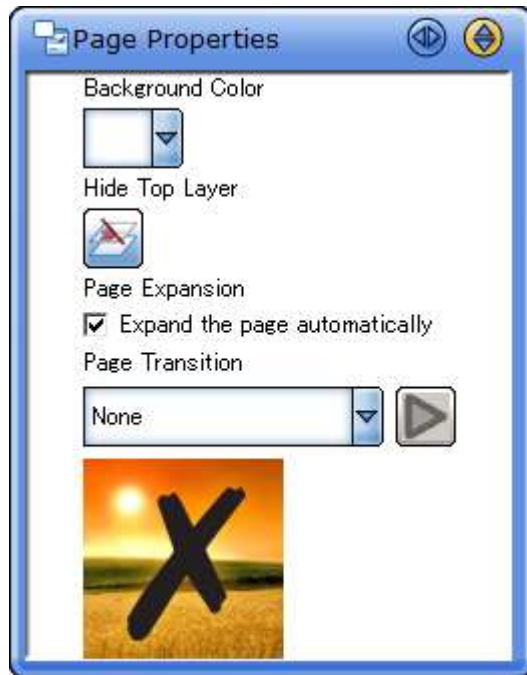 Page Properties
Background Color
Hide Top Layer
Page Expansion
Expand the page automatically
Page Transition
None